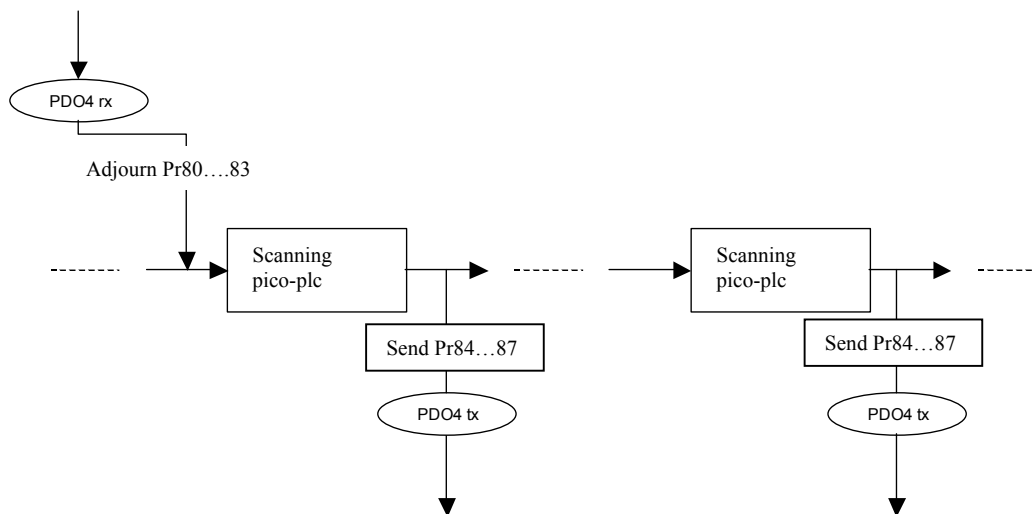 PDO4 rx
Adjourn Pr80….83
Scanning
pico-plc
Scanning
pico-plc
Send Pr84…87
Send Pr84…87
PDO4 tx
PDO4 tx